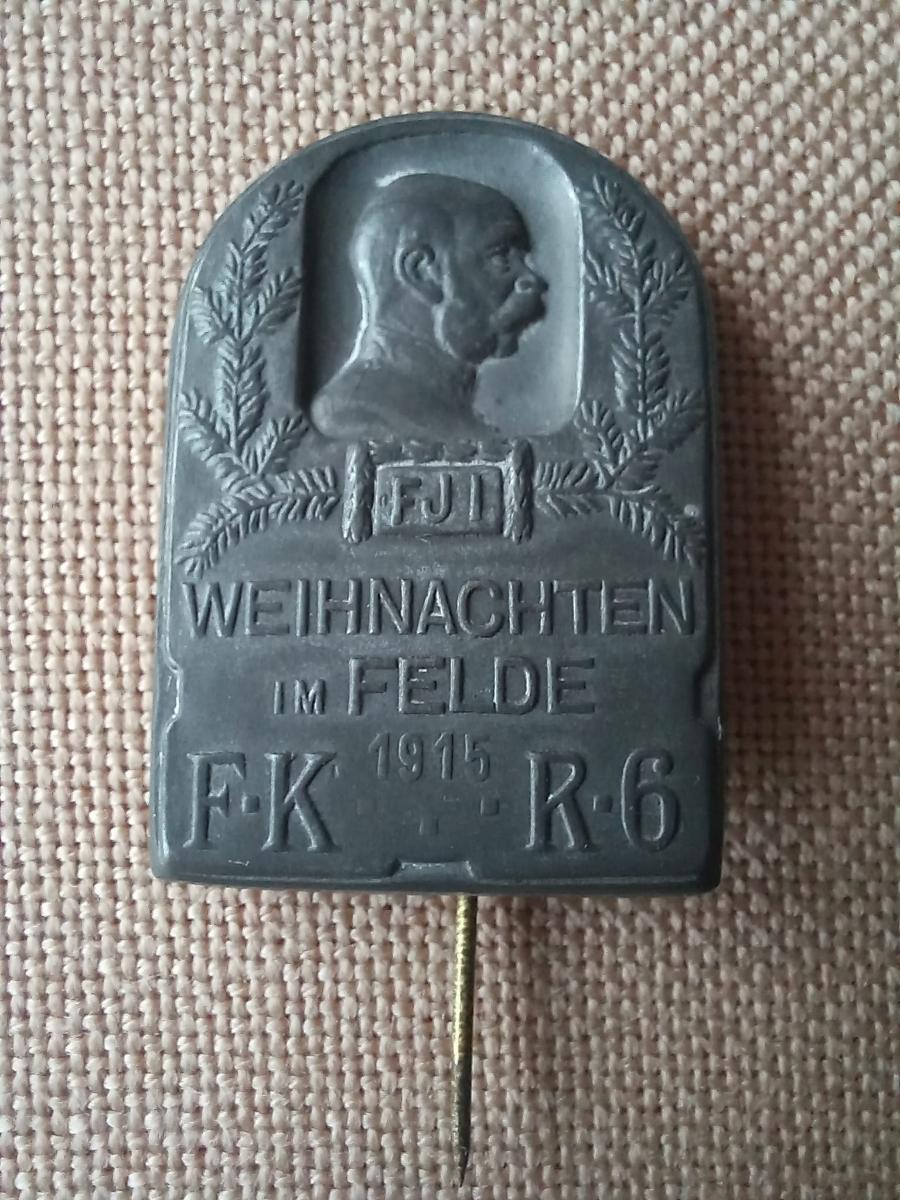 FJI
WEIHNACHTEN
IM FELDE
1915
F·K R·6